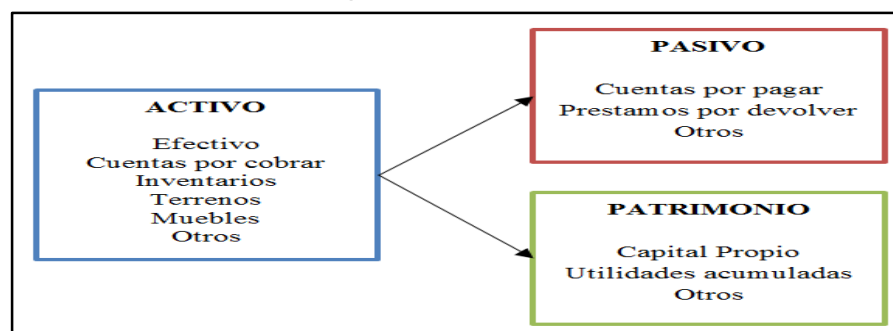 ACTIVO
Efectivo
Cuentas por cobrar
Inventarios
Terrenos
Muebles
Otros
PASIVO
Cuentas por pagar
Prestamos por devolver
Otros
PATRIMONIO
Capital Propio
Utilidades acumuladas
Otros